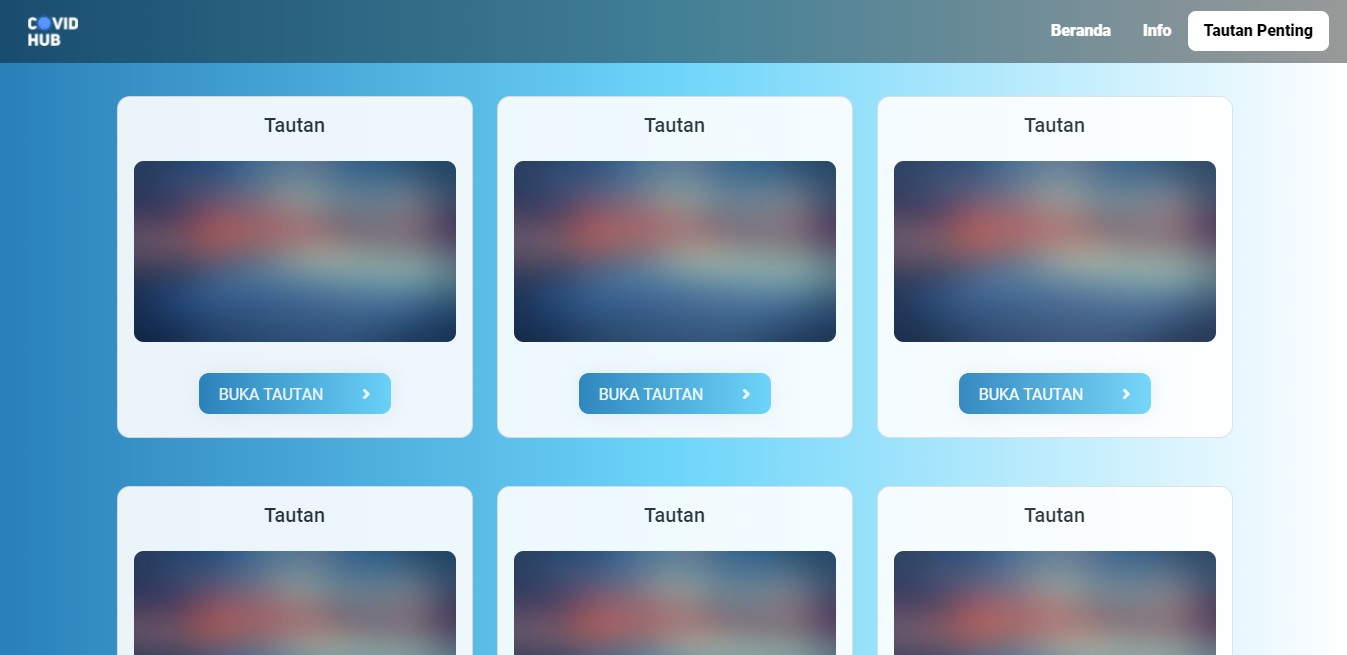 COVID
HUB
Beranda
Info
Tautan Penting
Tautan
Tautan
Tautan
BUKA TAUTAN
BUKA TAUTAN
BUKA TAUTAN
Tautan
Tautan
Tautan